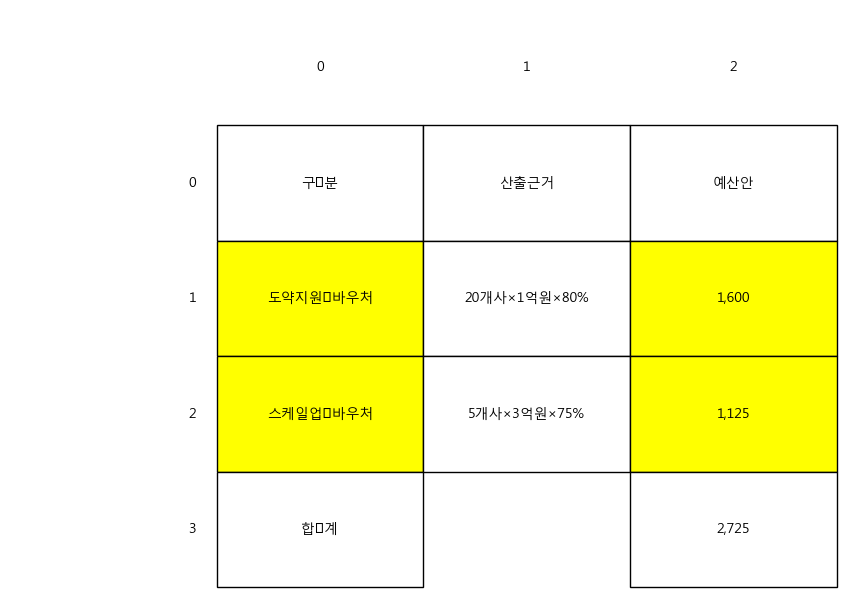 0 1 2
0 구 분 산출근거 예산안
1 도약지원 바우처 20개사×1억원×80% 1,600
2 스케일업 바우처 5개사×3억원×75% 1,125
3 합 계 2,725